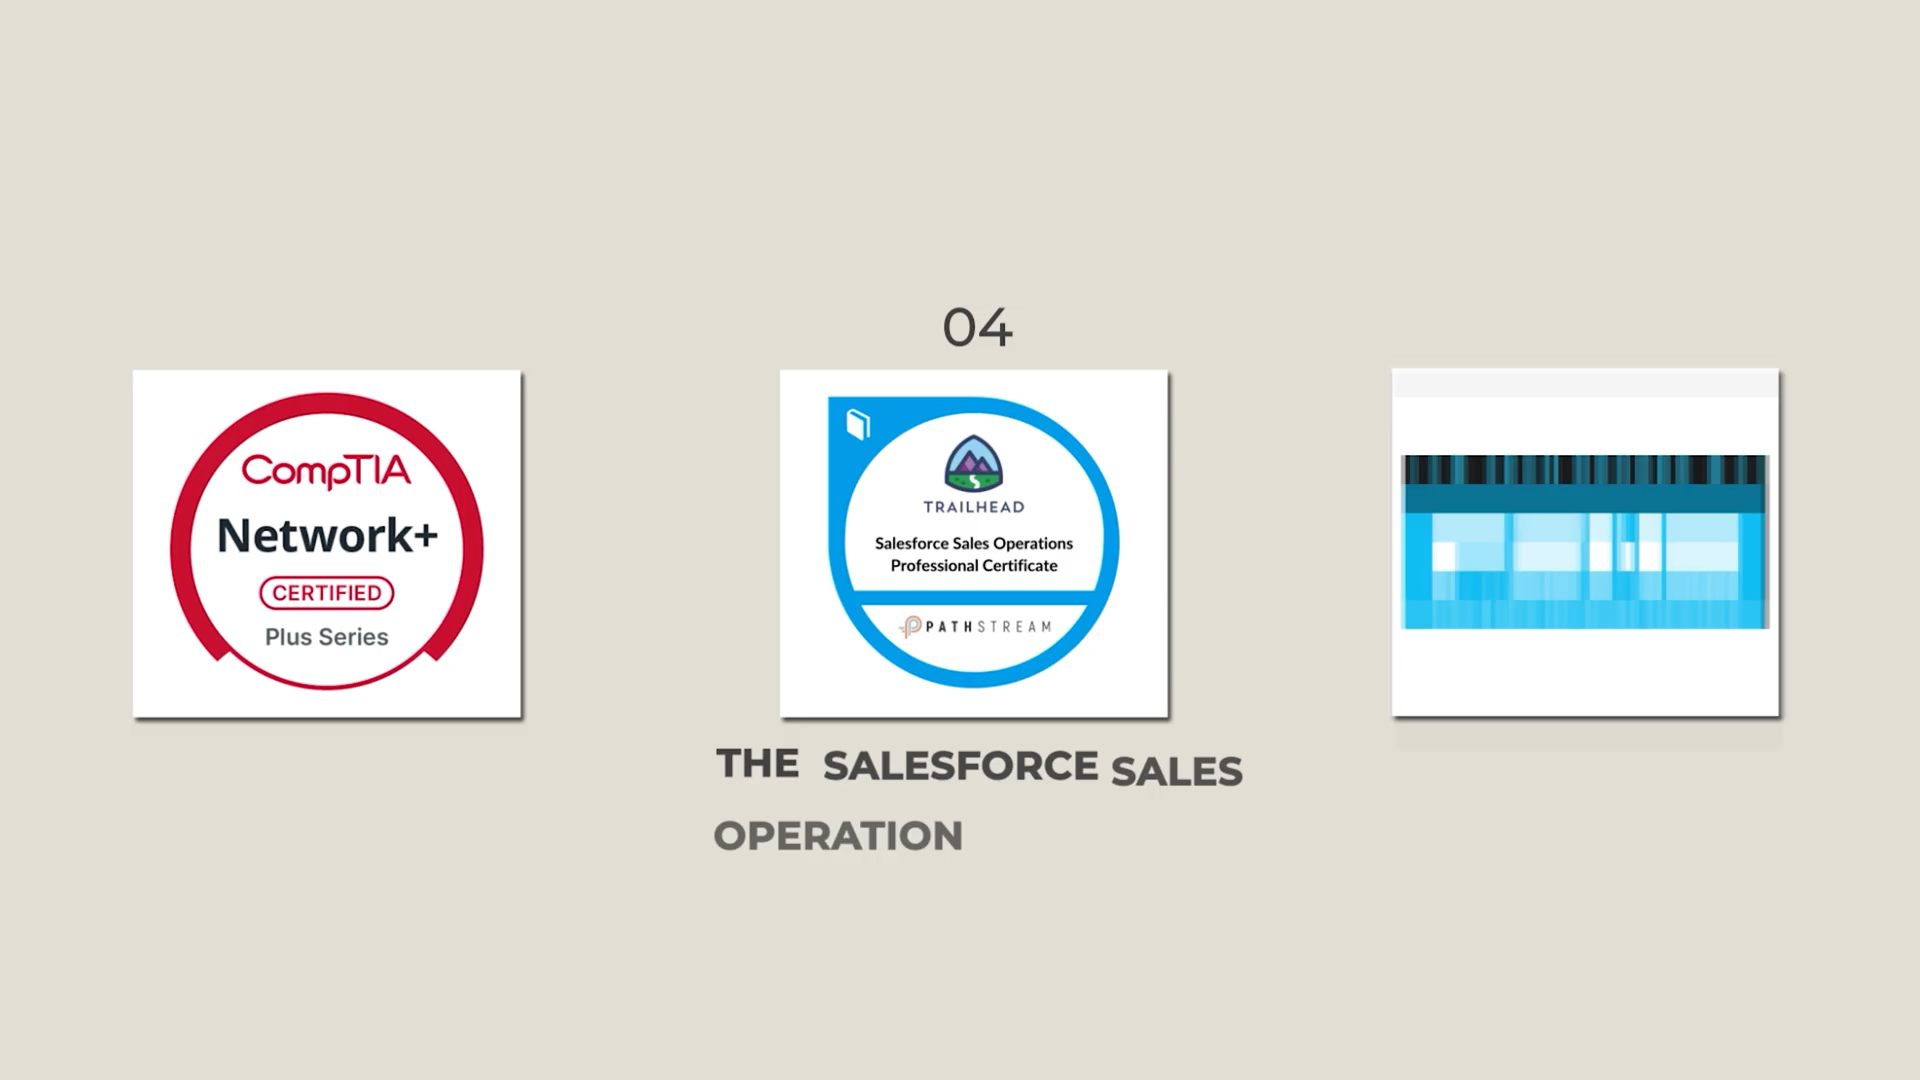 04
CompTIA
Network+
CERTIFIED
Plus Series
TRAILHEAD
Salesforce Sales Operations
Professional Certificate
PATHSTREAM
THE SALESFORCE SALES
OPERATION